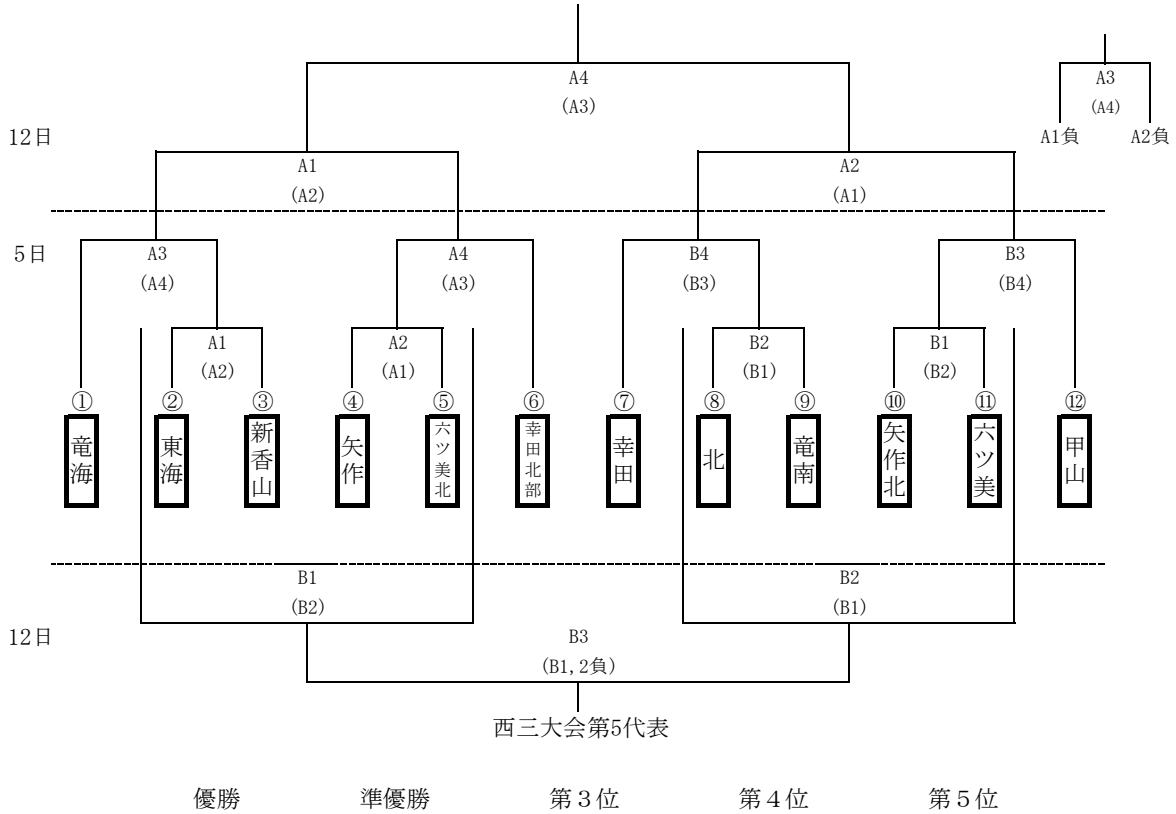 A4
(A3)
A3
(A4)
A1負 A2負
12日
A1
(A2)
A2
(A1)
5日
A3
(A4)
A4
(A3)
B4
(B3)
B3
(B4)
A1
(A2)
A2
(A1)
B2
(B1)
B1
(B2)
① ② ③ ④ ⑤ ⑥ ⑦ ⑧ ⑨ ⑩ ⑪ ⑫
竜海
東海
新香山
矢作
六ツ美北
幸田北部
幸田
北
竜南
矢作北
六ツ美
甲山
B1
(B2)
B2
(B1)
12日
B3
(B1,2負)
西三大会第5代表
優勝 準優勝 第３位 第４位 第５位